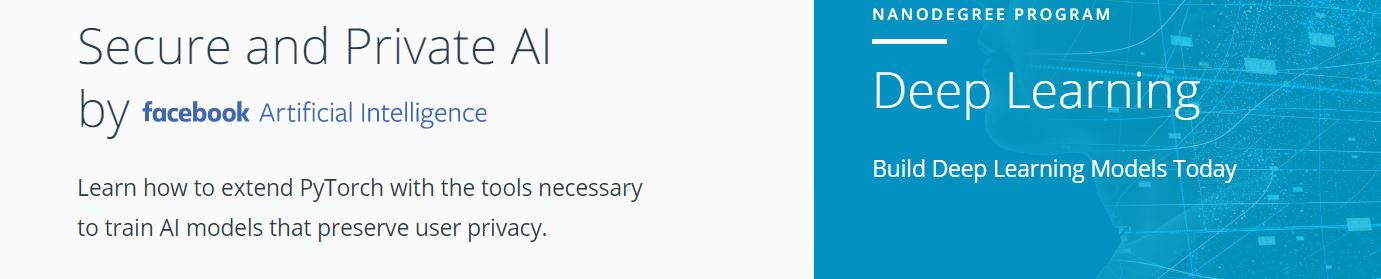 Secure and Private AI
by facebook Artificial Intelligence
Learn how to extend PyTorch with the tools necessary
to train AI models that preserve user privacy.
NANODEGREE PROGRAM
Deep Learning
Build Deep Learning Models Today